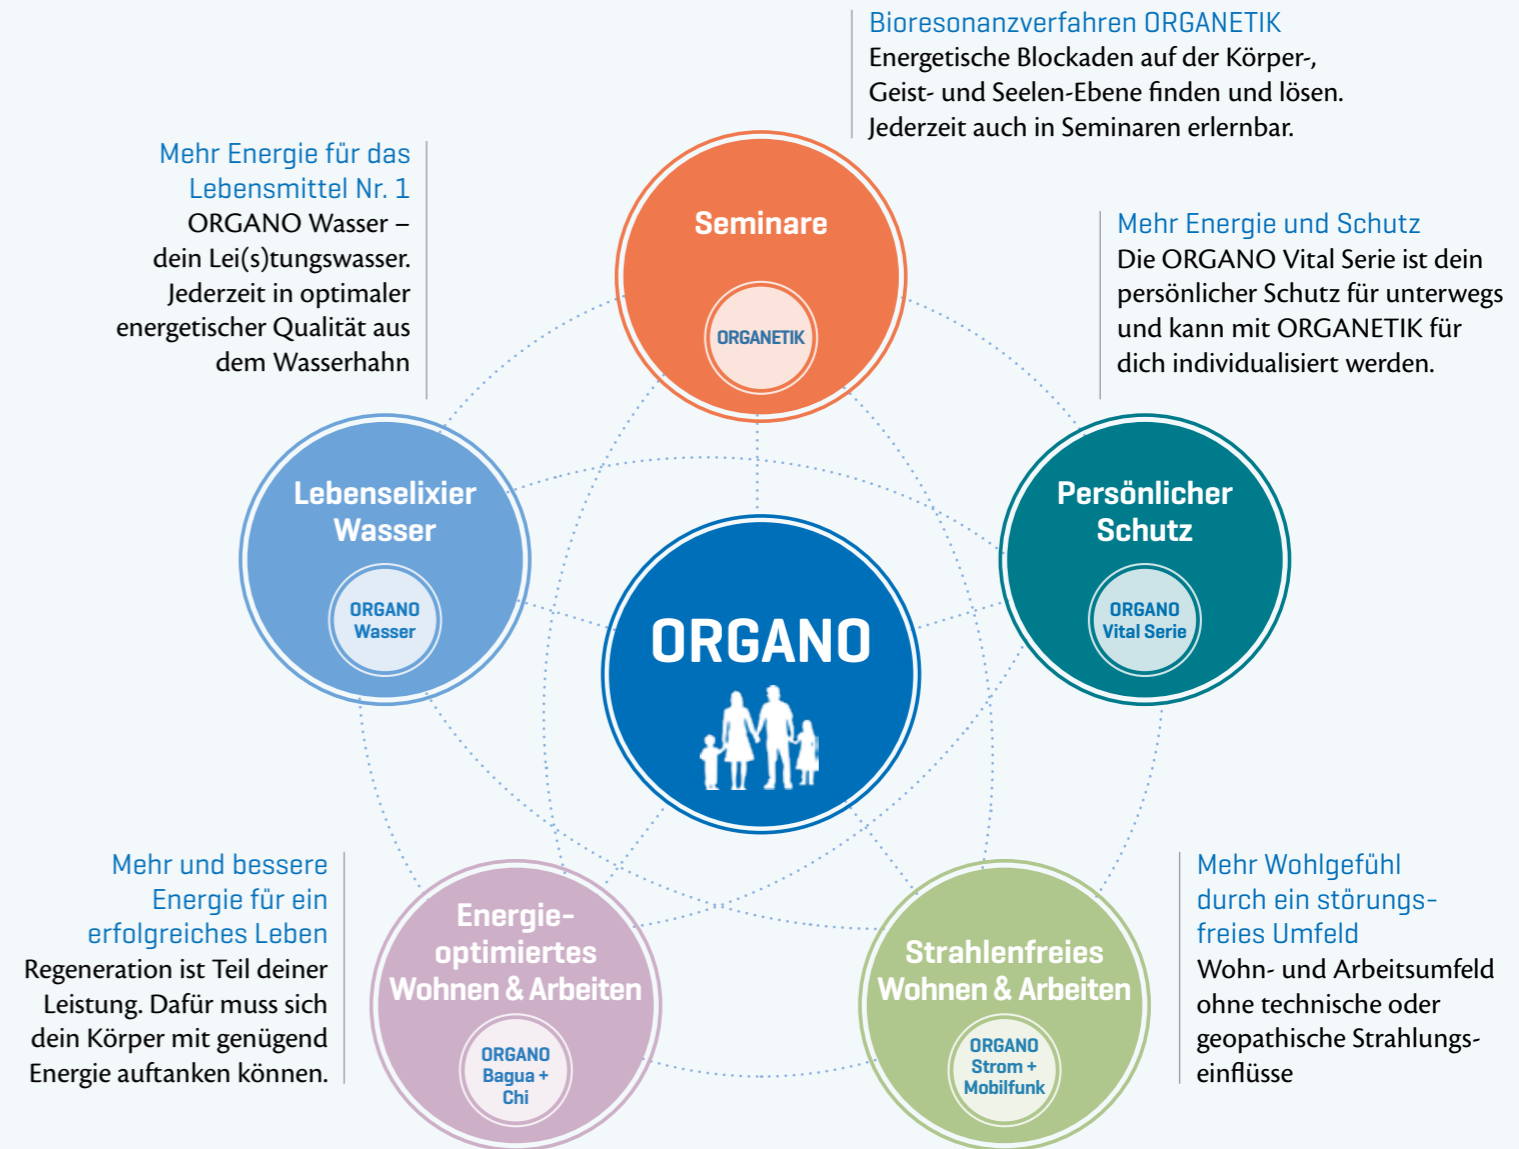 Bioresonanzverfahren ORGANETIK
Energetische Blockaden auf der Körper-,
Geist- und Seelen-Ebene finden und lösen.
Jederzeit auch in Seminaren erlernbar.
Mehr Energie für das
Lebensmittel Nr. 1
ORGANO Wasser –
dein Lei(s)tungswasser.
Jederzeit in optimaler
energetischer Qualität aus
dem Wasserhahn
Seminare
ORGANETIK
Mehr Energie und Schutz
Die ORGANO Vital Serie ist dein
persönlicher Schutz für unterwegs
und kann mit ORGANETIK für
dich individualisiert werden.
Lebenselixier
Wasser
ORGANO
Wasser
Persönlicher
Schutz
ORGANO
Vital Serie
ORGANO
Mehr und bessere
Energie für ein
erfolgreiches Leben
Regeneration ist Teil deiner
Leistung. Dafür muss sich
dein Körper mit genügend
Energie auftanken können.
Energie-
optimiertes
Wohnen & Arbeiten
ORGANO
Bagua +
Chi
Strahlenfreies
Wohnen & Arbeiten
ORGANO
Strom +
Mobilfunk
Mehr Wohlgefühl
durch ein störungs-
freies Umfeld
Wohn- und Arbeitsumfeld
ohne technische oder
geopathische Strahlungs-
einflüsse